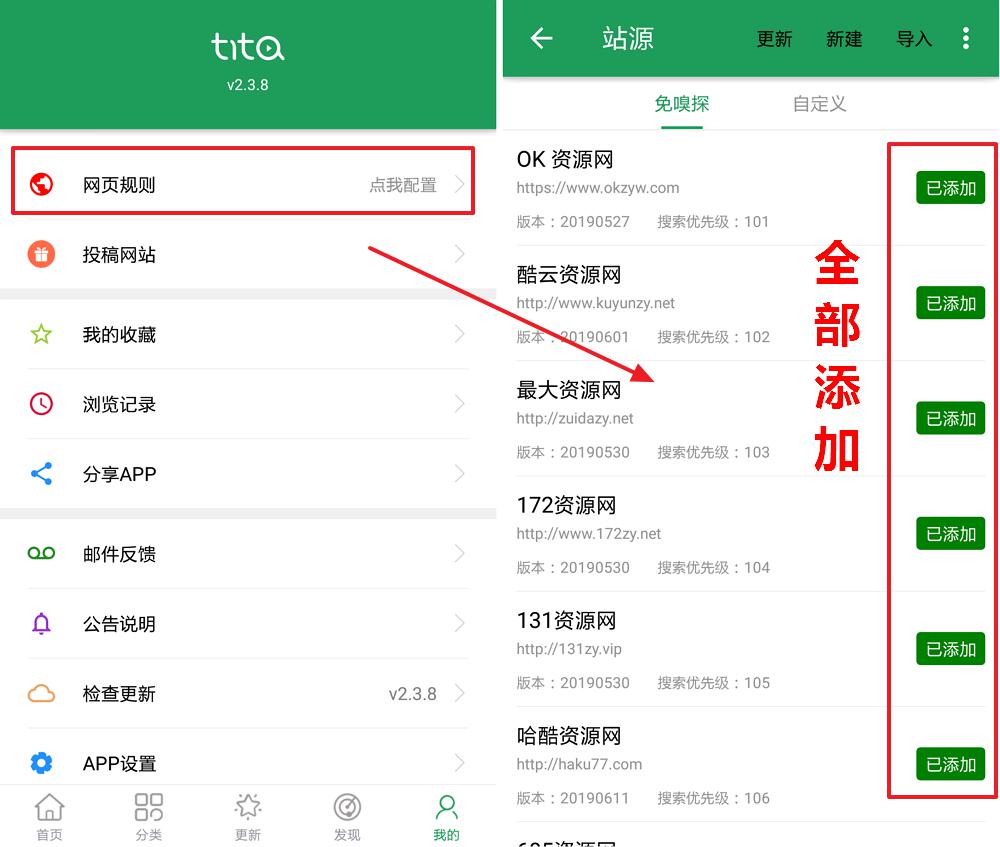 tita
v2.3.8
网页规则 点我配置
投稿网站
我的收藏
浏览记录
分享APP
邮件反馈
公告说明
检查更新 v2.3.8
APP设置
首页 分类 更新 发现 我的
站源 更新 新建 导入
免嗅探 自定义
OK 资源网
https://www.okzyw.com
已添加
版本：20190527 搜索优先级：101
酷云资源网
http://www.kuyunzy.net
已添加
版本：20190601 搜索优先级：102
最大资源网
http://zuidazy.net
已添加
版本：20190530 搜索优先级：103
172资源网
http://www.172zy.net
已添加
版本：20190530 搜索优先级：104
131资源网
http://131zy.vip
已添加
版本：20190530 搜索优先级：105
哈酷资源网
http://haku77.com
已添加
版本：20190611 搜索优先级：106
全
部
添
加